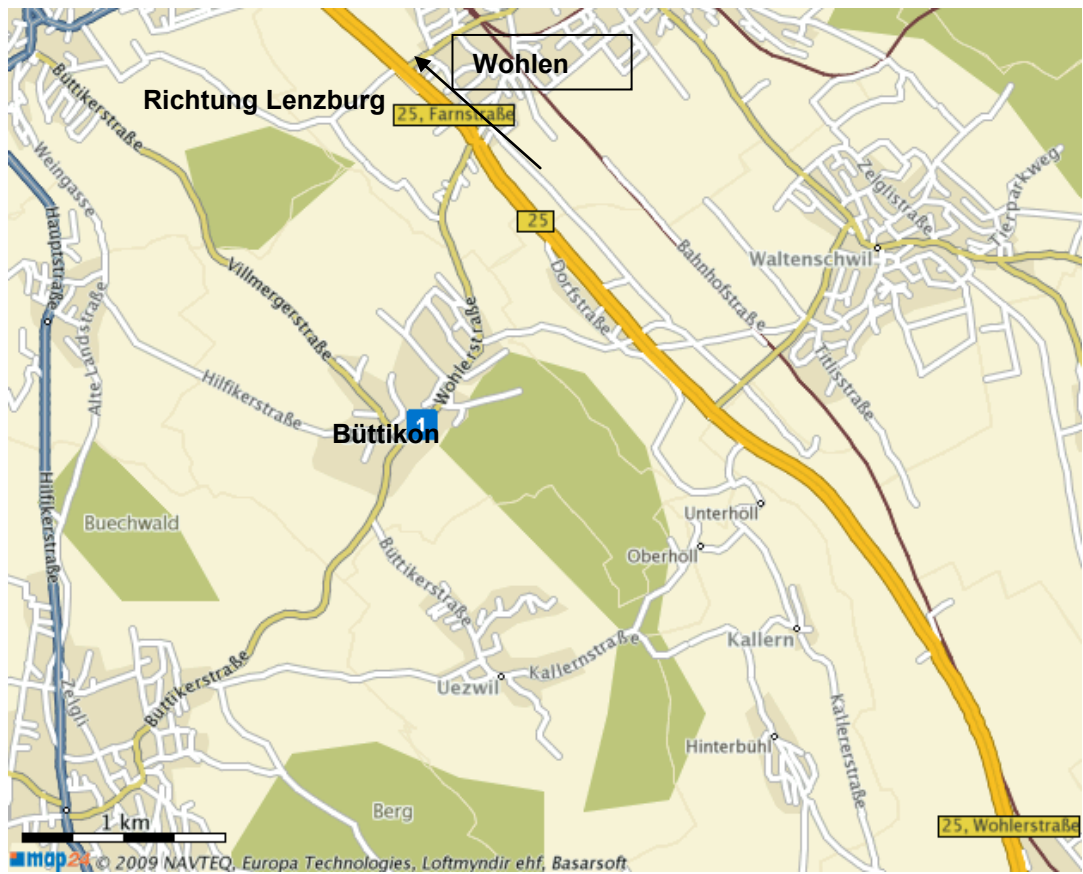 Wohlen
Büttikerstraße
Richtung Lenzburg
25, Farnstraße
Weingasse
Zelglistraße
Tierparkweg
Hauptstraße
25
Bahnhofstraße
Waltenschwil
Villmergerstraße
Dorfstraße
Alte Landstraße
Wohlerstraße
Hilfikerstraße
Titlisstraße
1
Büttikon
Hilfikerstraße
Buechwald
Unterhöll
Oberhöll
Büttikerstraße
Kallern
Kallernstraße
Büttikerstraße
Zelgli
Uezwil
Kallererstraße
Hinterbühl
Berg
1 km
25, Wohlerstraße
map24 © 2009 NAVTEQ, Europa Technologies, Loftmyndir ehf, Basarsoft